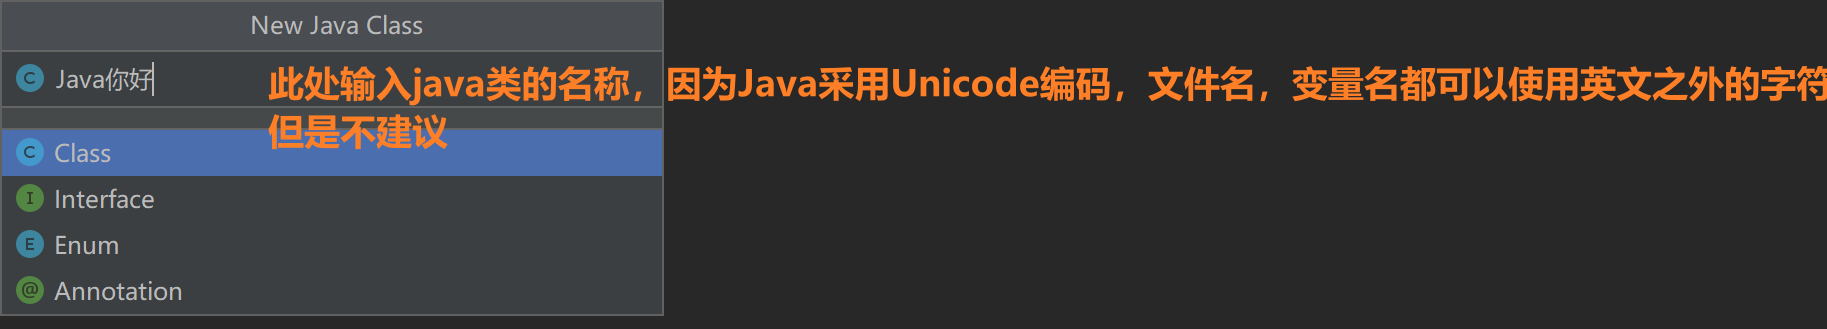 New Java Class
Java你好
此处输入java类的名称，因为Java采用Unicode编码，文件名，变量名都可以使用英文之外的字符
但是不建议
C Class
I Interface
E Enum
@ Annotation